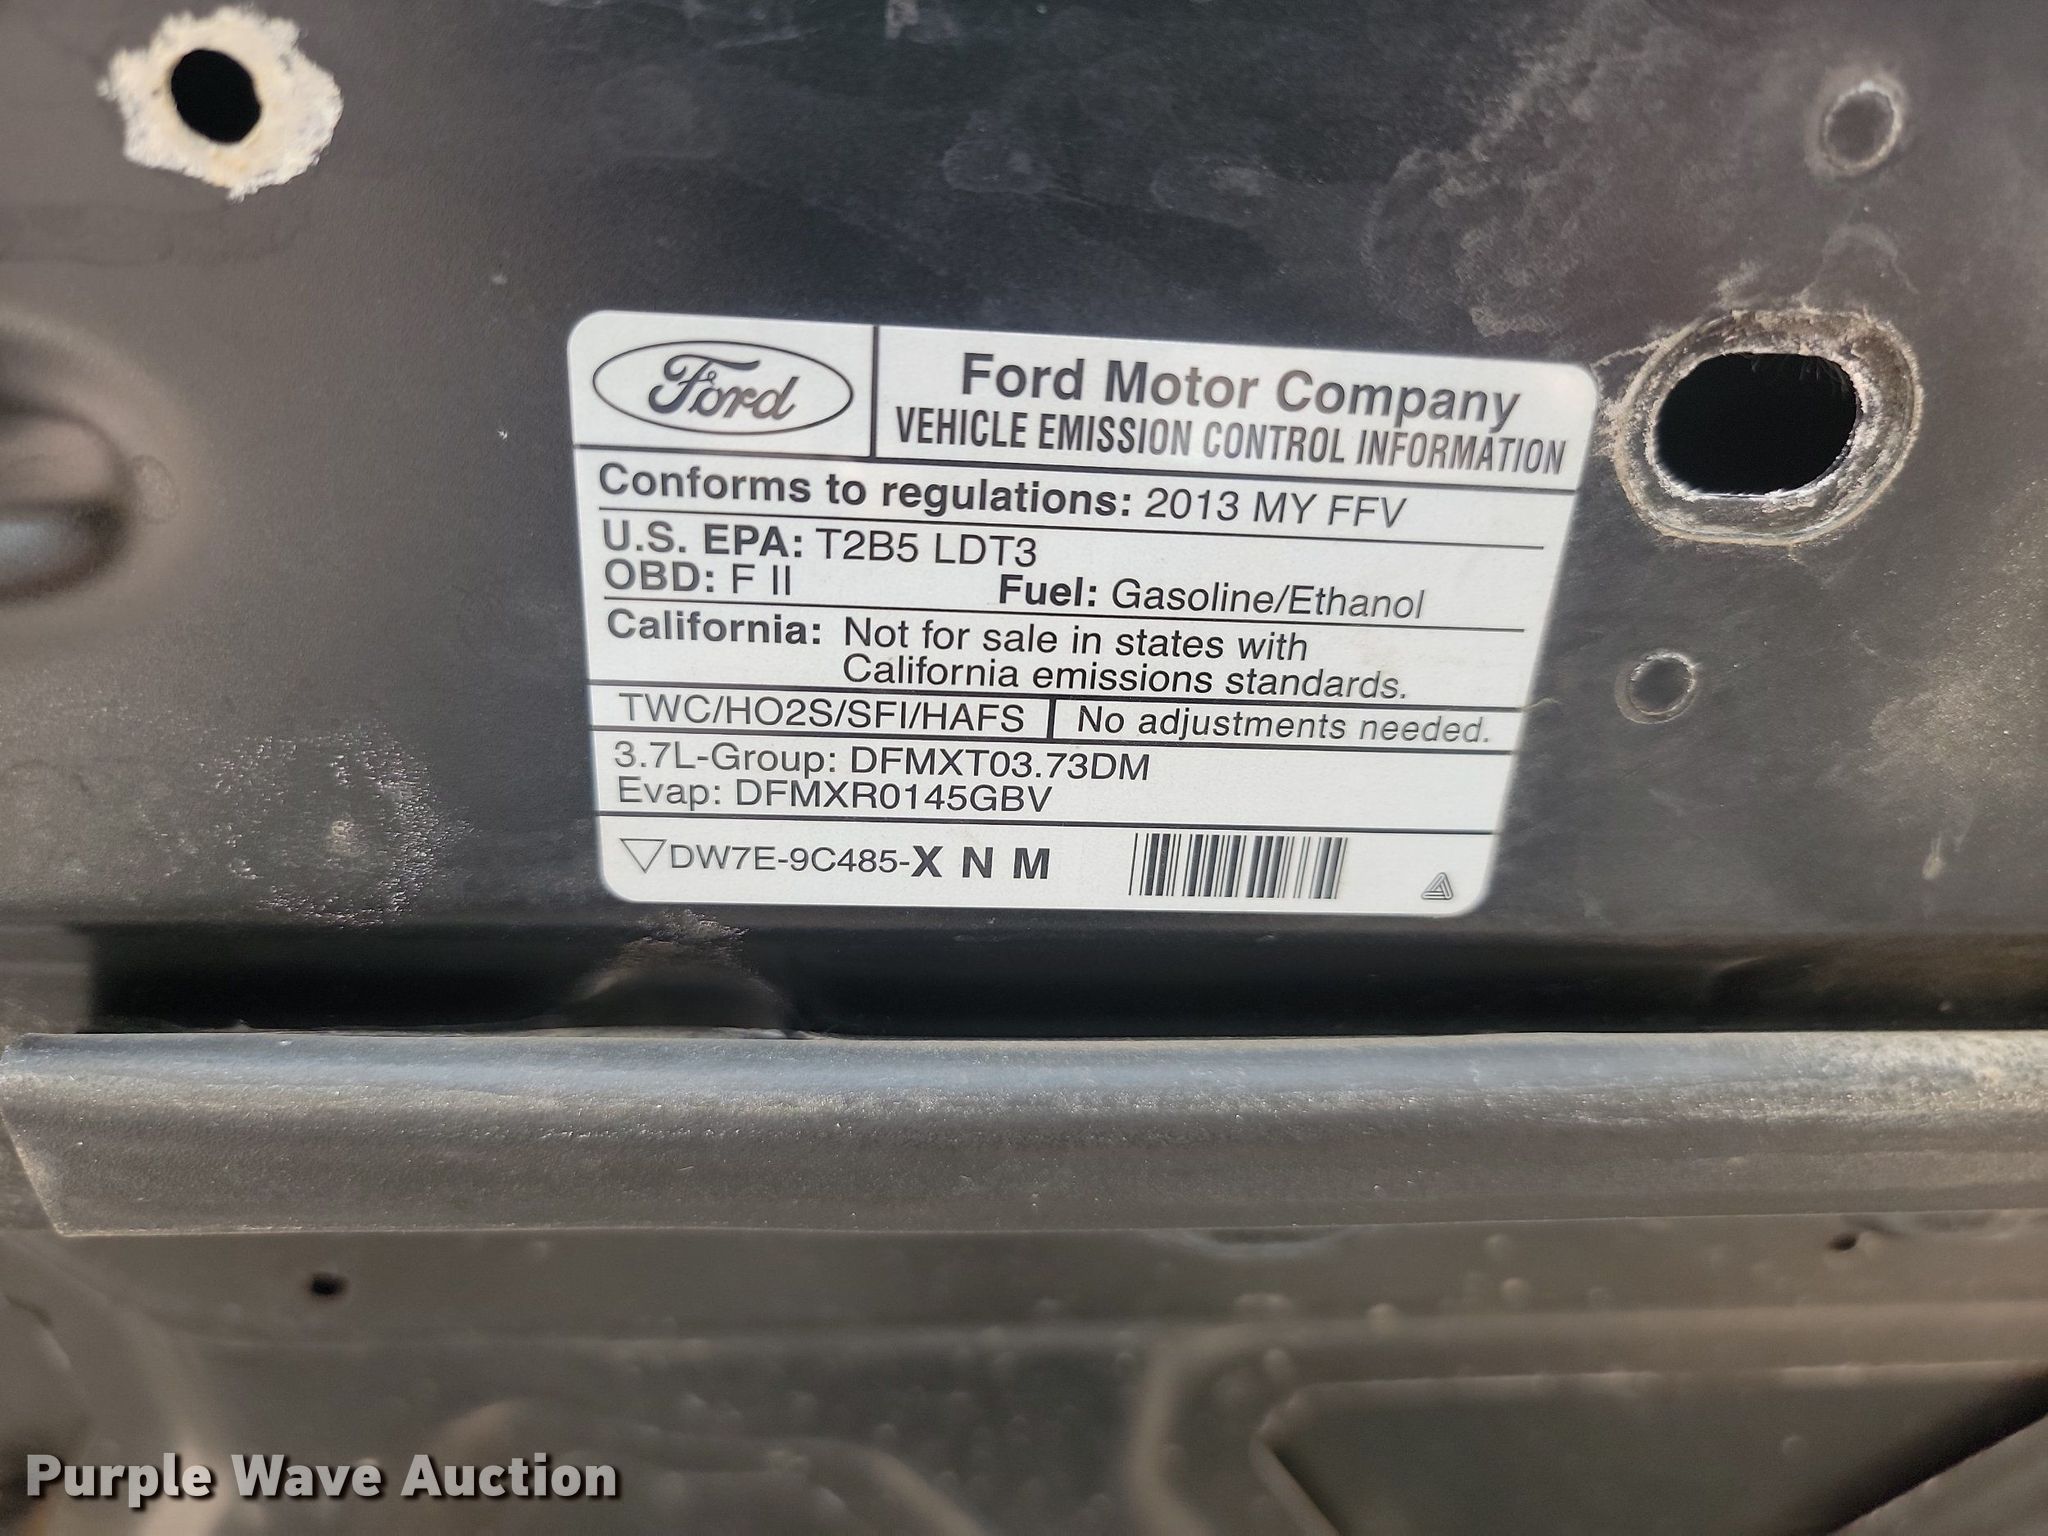 Ford
Ford Motor Company
VEHICLE EMISSION CONTROL INFORMATION
Conforms to regulations: 2013 MY FFV
U.S. EPA: T2B5 LDT3
OBD: F II Fuel: Gasoline/Ethanol
California: Not for sale in states with
California emissions standards.
TWC/HO2S/SFI/HAFS No adjustments needed.
3.7L-Group: DFMXT03.73DM
Evap: DFMXR0145GBV
DW7E-9C485-X N M
Purple Wave Auction